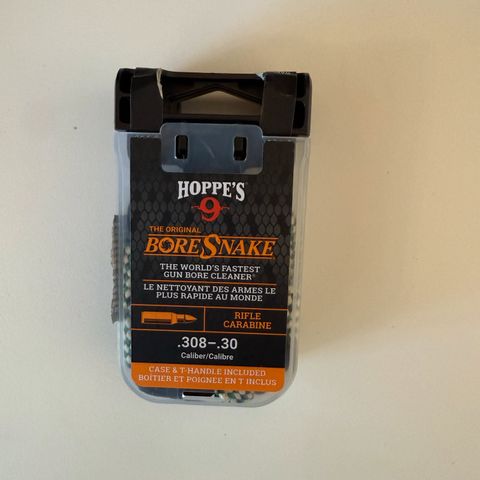 HOPPE'S
9
THE ORIGINAL
BORESNAKE
THE WORLD'S FASTEST
GUN BORE CLEANER®
LE NETTOYANT DES ARMES LE
PLUS RAPIDE AU MONDE
RIFLE
CARABINE
.308–.30
Caliber/Calibre
CASE & T-HANDLE INCLUDED
BOÎTIER ET POIGNÉE EN T INCLUS